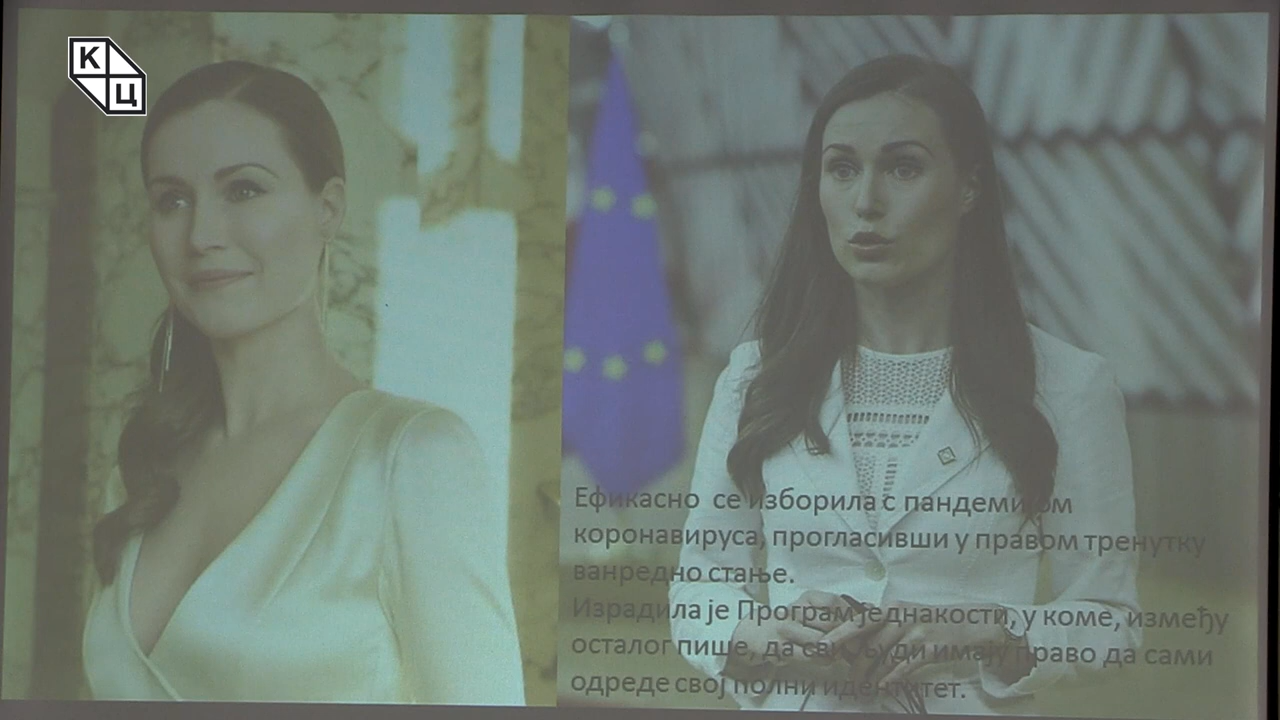 К
Ц
Ефикасно се изборила с пандемијом
коронавируса, прогласивши у правом тренутку
ванредно стање.
Израдила је Програм једнакости, у коме, између
осталог пише, да сви људи имају право да сами
одреде свој полни идентитет.